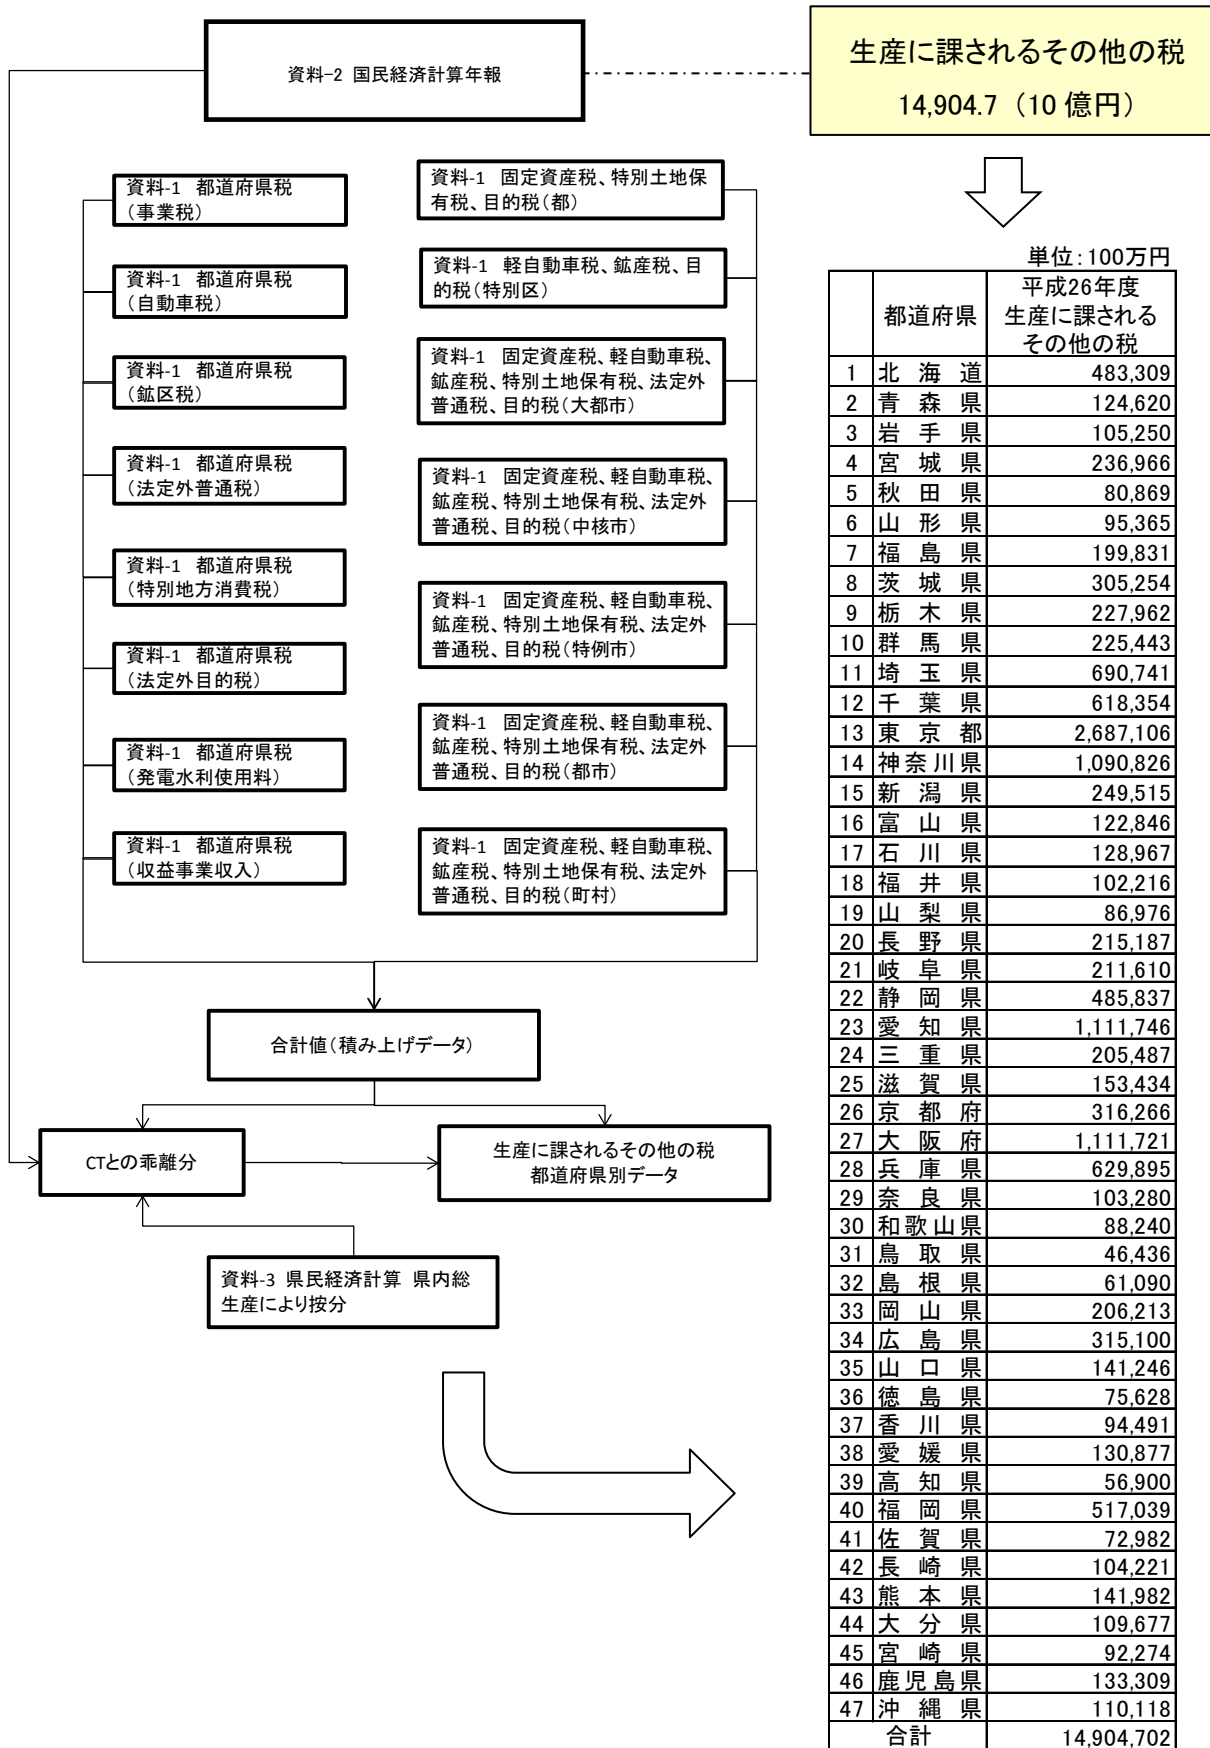 資料-2 国民経済計算年報
生産に課されるその他の税
14,904.7（10 億円）
資料-1 都道府県税
（事業税）
資料-1 都道府県税
（自動車税）
資料-1 都道府県税
（鉱区税）
資料-1 都道府県税
（法定外普通税）
資料-1 都道府県税
（特別地方消費税）
資料-1 都道府県税
（法定外目的税）
資料-1 都道府県税
（発電水利使用料）
資料-1 都道府県税
（収益事業収入）
資料-1 固定資産税、特別土地保
有税、目的税（都）
資料-1 軽自動車税、鉱産税、目
的税（特別区）
資料-1 固定資産税、軽自動車税、
鉱産税、特別土地保有税、法定外
普通税、目的税（大都市）
資料-1 固定資産税、軽自動車税、
鉱産税、特別土地保有税、法定外
普通税、目的税（中核市）
資料-1 固定資産税、軽自動車税、
鉱産税、特別土地保有税、法定外
普通税、目的税（特例市）
資料-1 固定資産税、軽自動車税、
鉱産税、特別土地保有税、法定外
普通税、目的税（都市）
資料-1 固定資産税、軽自動車税、
鉱産税、特別土地保有税、法定外
普通税、目的税（町村）
合計値（積み上げデータ）
CTとの乖離分
生産に課されるその他の税
都道府県別データ
資料-3 県民経済計算 県内総
生産により按分
単位：100万円
都道府県
平成26年度
生産に課される
その他の税
1 北海道 483,309
2 青森県 124,620
3 岩手県 105,250
4 宮城県 236,966
5 秋田県 80,869
6 山形県 95,365
7 福島県 199,831
8 茨城県 305,254
9 栃木県 227,962
10 群馬県 225,443
11 埼玉県 690,741
12 千葉県 618,354
13 東京都 2,687,106
14 神奈川県 1,090,826
15 新潟県 249,515
16 富山県 122,846
17 石川県 128,967
18 福井県 102,216
19 山梨県 86,976
20 長野県 215,187
21 岐阜県 211,610
22 静岡県 485,837
23 愛知県 1,111,746
24 三重県 205,487
25 滋賀県 153,434
26 京都府 316,266
27 大阪府 1,111,721
28 兵庫県 629,895
29 奈良県 103,280
30 和歌山県 88,240
31 鳥取県 46,436
32 島根県 61,090
33 岡山県 206,213
34 広島県 315,100
35 山口県 141,246
36 徳島県 75,628
37 香川県 94,491
38 愛媛県 130,877
39 高知県 56,900
40 福岡県 517,039
41 佐賀県 72,982
42 長崎県 104,221
43 熊本県 141,982
44 大分県 109,677
45 宮崎県 92,274
46 鹿児島県 133,309
47 沖縄県 110,118
合計 14,904,702